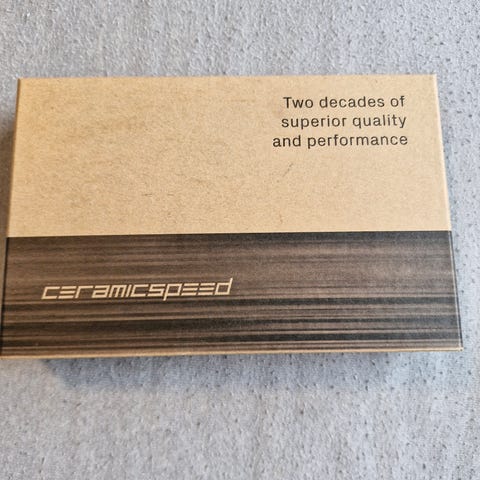 Two decades of
superior quality
and performance
ceramicspeed